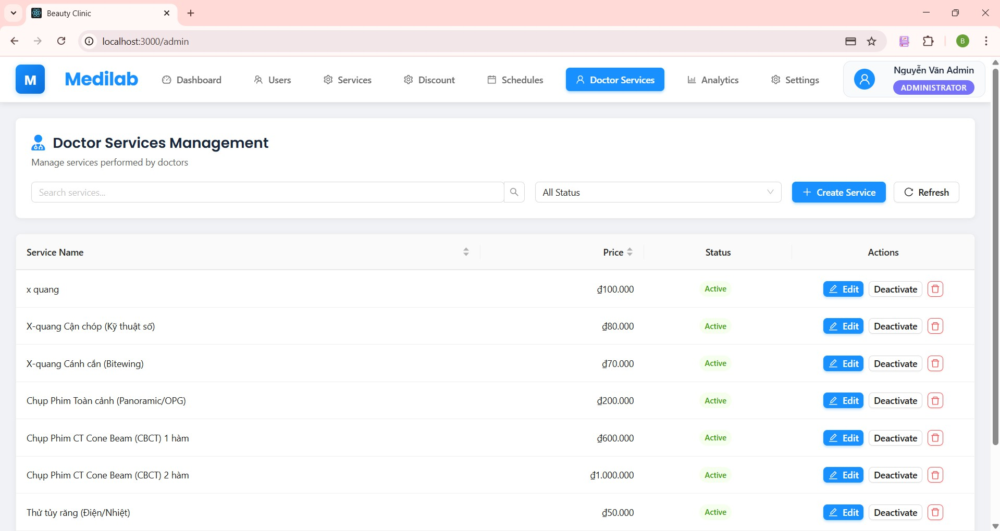 Beauty Clinic
localhost:3000/admin
B
M
Medilab
Dashboard
Users
Services
Discount
Schedules
Doctor Services
Analytics
Settings
Nguyễn Văn Admin
ADMINISTRATOR
Doctor Services Management
Manage services performed by doctors
Search services...
All Status
Create Service
Refresh
Service Name Price Status Actions
x quang ₫100.000 Active Edit Deactivate
X-quang Cận chóp (Kỹ thuật số) ₫80.000 Active Edit Deactivate
X-quang Cánh cắn (Bitewing) ₫70.000 Active Edit Deactivate
Chụp Phim Toàn cảnh (Panoramic/OPG) ₫200.000 Active Edit Deactivate
Chụp Phim CT Cone Beam (CBCT) 1 hàm ₫600.000 Active Edit Deactivate
Chụp Phim CT Cone Beam (CBCT) 2 hàm ₫1.000.000 Active Edit Deactivate
Thử tủy răng (Điện/Nhiệt) ₫50.000 Active Edit Deactivate